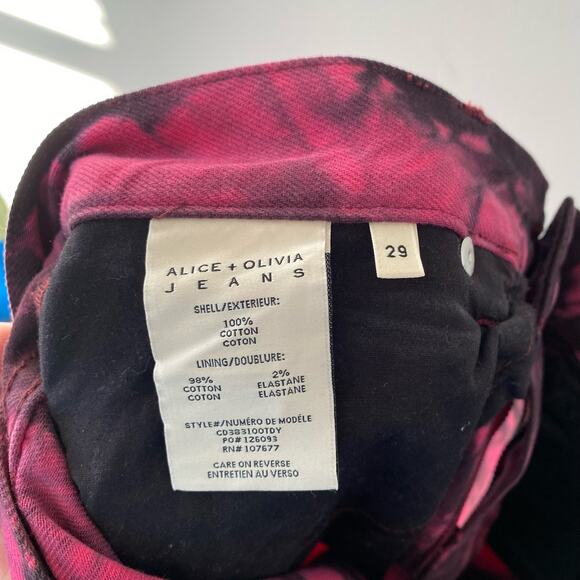 ALICE + OLIVIA
JEANS
SHELL/EXTERIEUR:
100%
COTTON
COTON
LINING/DOUBLURE:
98% 2%
COTTON ELASTANE
COTON ELASTANE
STYLE#/NUMÉRO DE MODÉLE
CD383100TDY
PO# 126093
RN# 107677
CARE ON REVERSE
ENTRETIEN AU VERSO
29